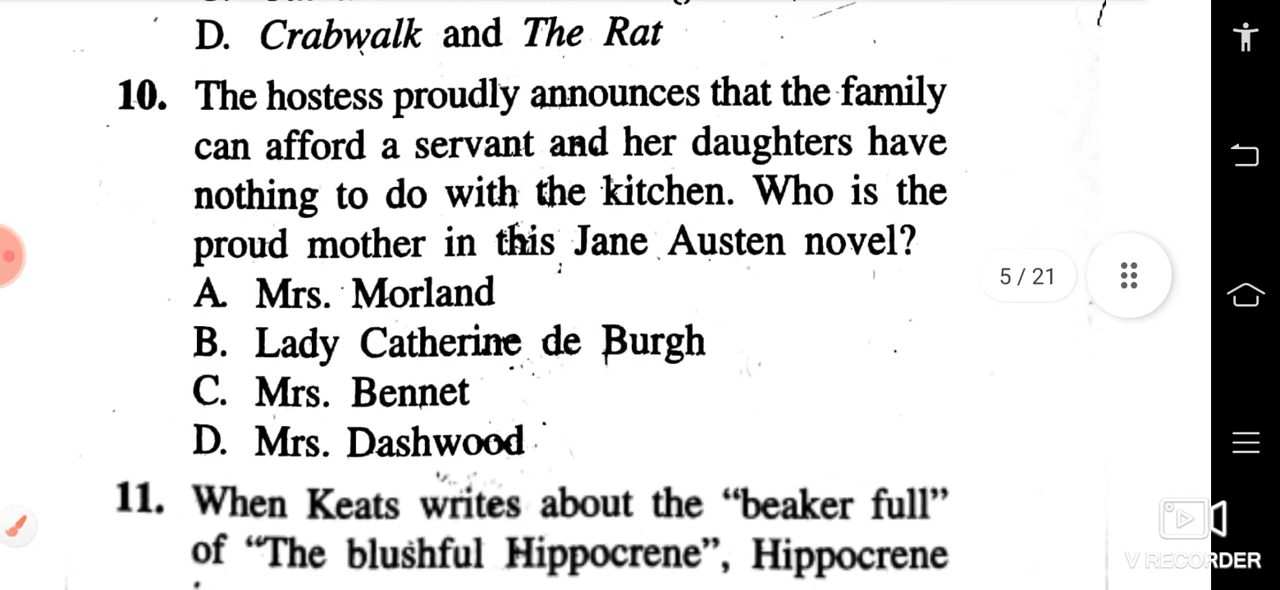 D. Crabwalk and The Rat
10. The hostess proudly announces that the family
can afford a servant and her daughters have
nothing to do with the kitchen. Who is the
proud mother in this Jane Austen novel?
A. Mrs. Morland
B. Lady Catherine de Burgh
C. Mrs. Bennet
D. Mrs. Dashwood
11. When Keats writes about the “beaker full”
of “The blushful Hippocrene”, Hippocrene
5 / 21
V RECORDER